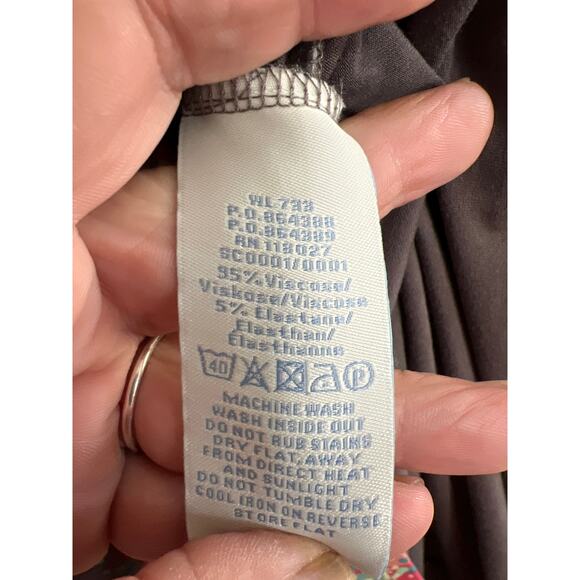 WL 733
P.O.864388
P.O.864389
RN 118027
SC0001/0001
95% Viscose/
Viskose/Viscose
5% Elastane/
Elasthan/
Elasthanne
40 P
MACHINE WASH
WASH INSIDE OUT
DO NOT RUB STAINS
DRY FLAT, AWAY
FROM DIRECT HEAT
AND SUNLIGHT
DO NOT TUMBLE DRY
COOL IRON ON REVERSE
STORE FLAT